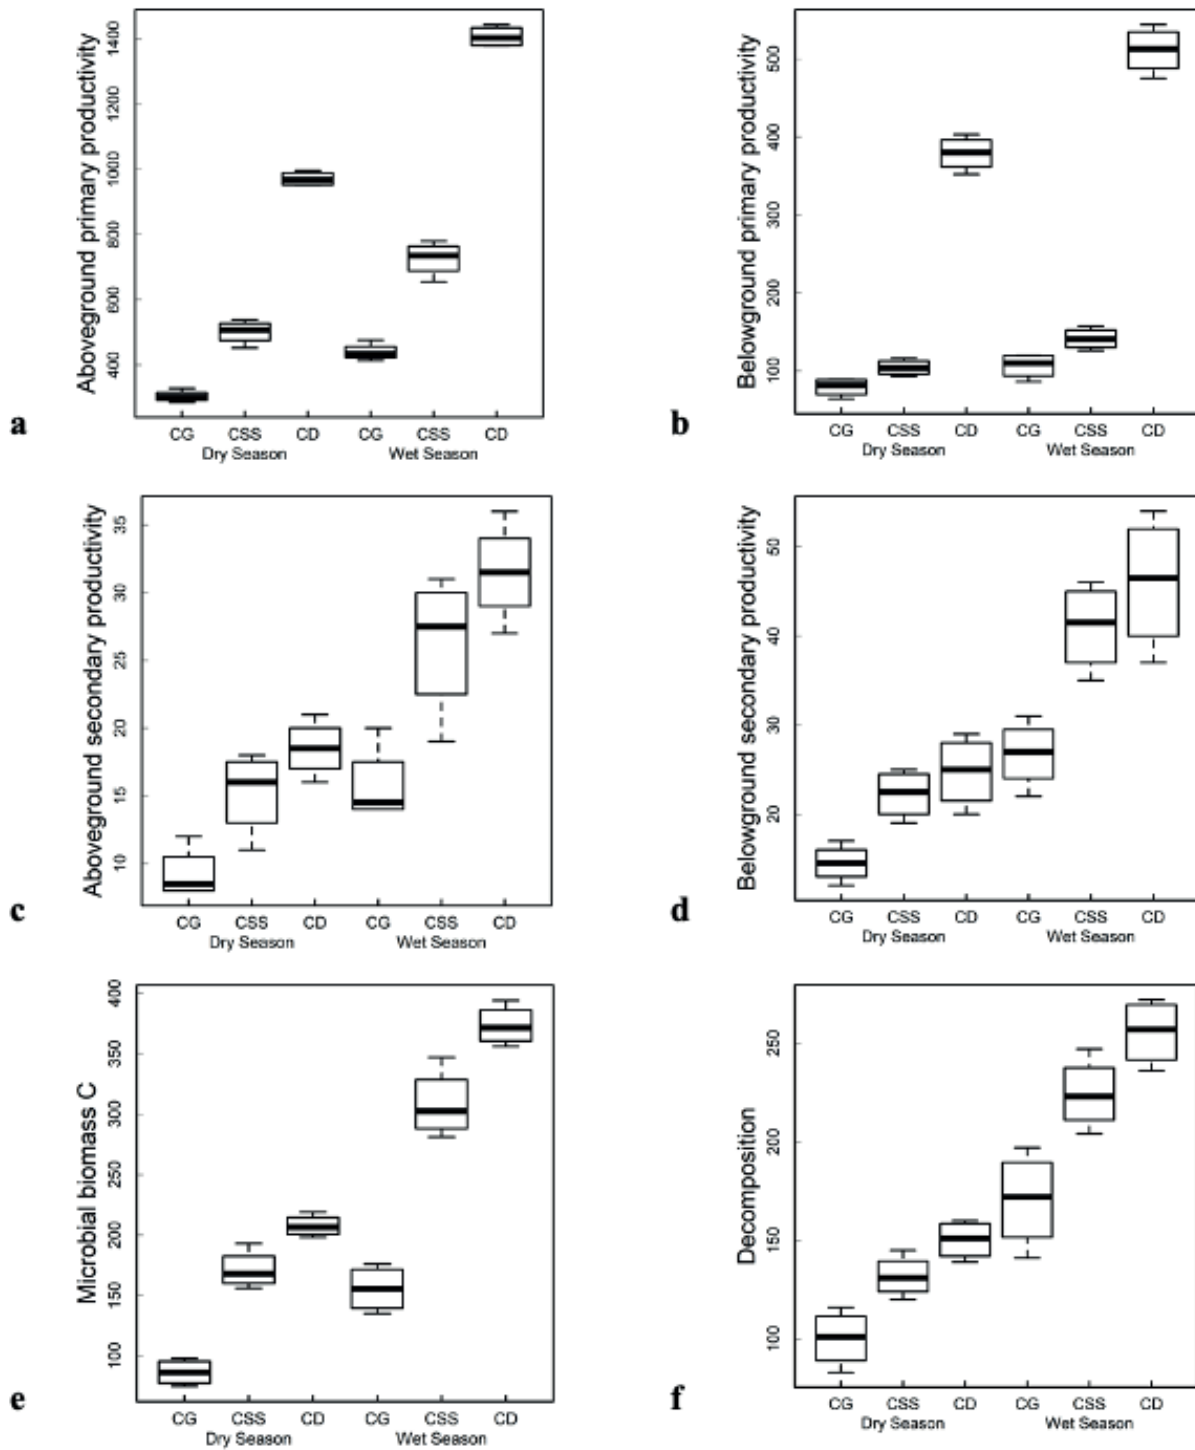 Aboveground primary productivity
1400
1200
1000
800
600
400
CG CSS CD CG CSS CD
Dry Season Wet Season
a
Belowground primary productivity
500
400
300
200
100
CG CSS CD CG CSS CD
Dry Season Wet Season
b
Aboveground secondary productivity
35
30
25
20
15
10
CG CSS CD CG CSS CD
Dry Season Wet Season
c
Belowground secondary productivity
50
40
30
20
CG CSS CD CG CSS CD
Dry Season Wet Season
d
Microbial biomass C
400
350
300
250
200
150
100
CG CSS CD CG CSS CD
Dry Season Wet Season
e
Decomposition
250
200
150
100
CG CSS CD CG CSS CD
Dry Season Wet Season
f